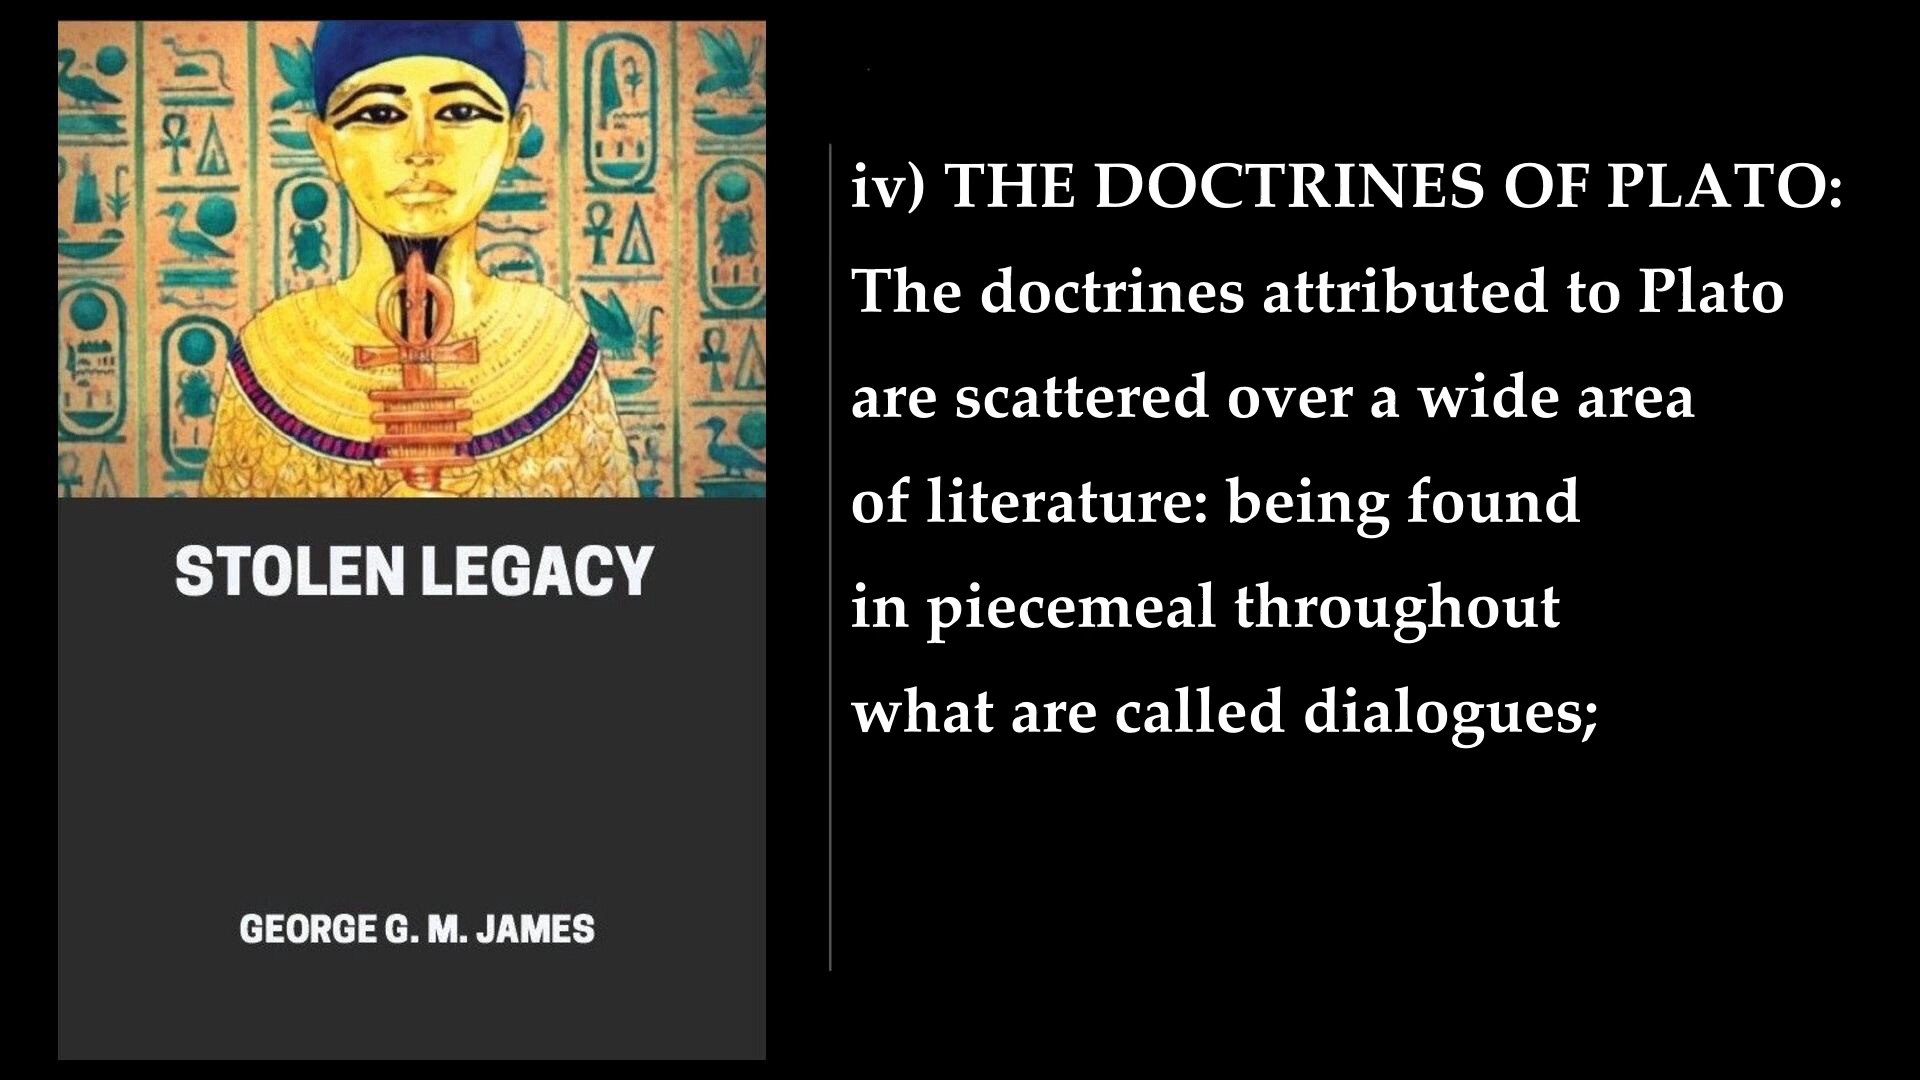 STOLEN LEGACY
GEORGE G. M. JAMES
iv) THE DOCTRINES OF PLATO:
The doctrines attributed to Plato
are scattered over a wide area
of literature: being found
in piecemeal throughout
what are called dialogues;